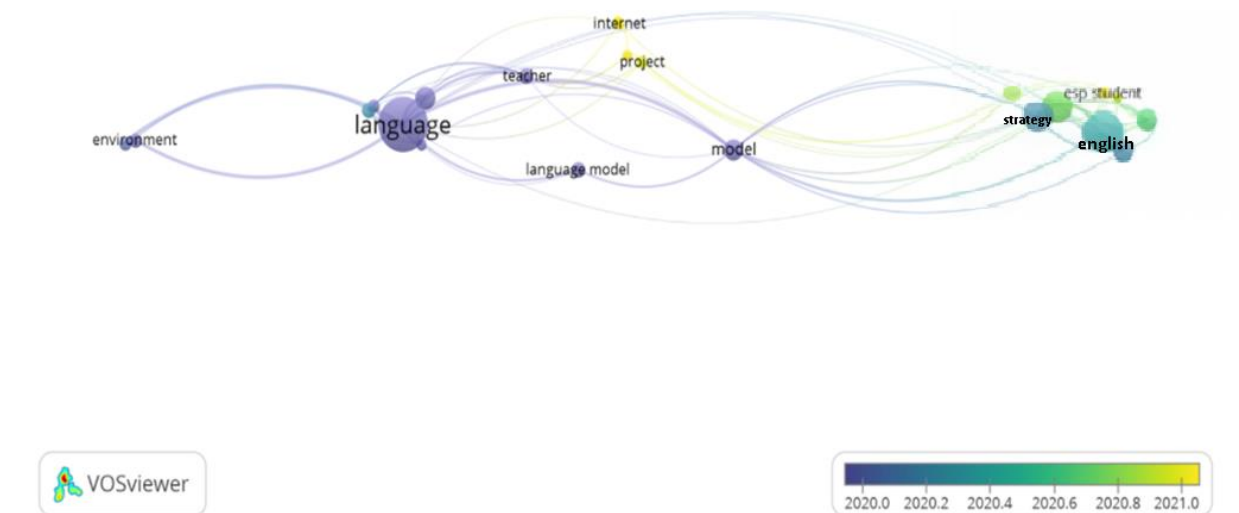 internet
project
teacher
esp student
strategy
language
environment
english
model
language model
VOSviewer
2020.0 2020.2 2020.4 2020.6 2020.8 2021.0